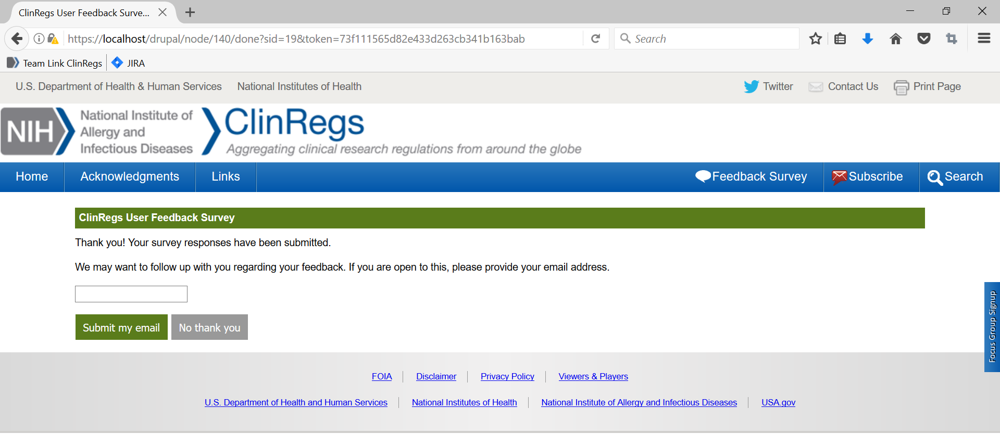 ClinRegs User Feedback Surve...
https://localhost/drupal/node/140/done?sid=19&token=73f111565d82e433d263cb341b163bab
Search
Team Link ClinRegs
JIRA
U.S. Department of Health & Human Services National Institutes of Health
Twitter Contact Us Print Page
NIH
National Institute of
Allergy and
Infectious Diseases
ClinRegs
Aggregating clinical research regulations from around the globe
Home Acknowledgments Links Feedback Survey Subscribe Search
ClinRegs User Feedback Survey
Thank you! Your survey responses have been submitted.
We may want to follow up with you regarding your feedback. If you are open to this, please provide your email address.
Submit my email No thank you
Focus Group Signup
FOIA Disclaimer Privacy Policy Viewers & Players
U.S. Department of Health and Human Services National Institutes of Health National Institute of Allergy and Infectious Diseases USA.gov